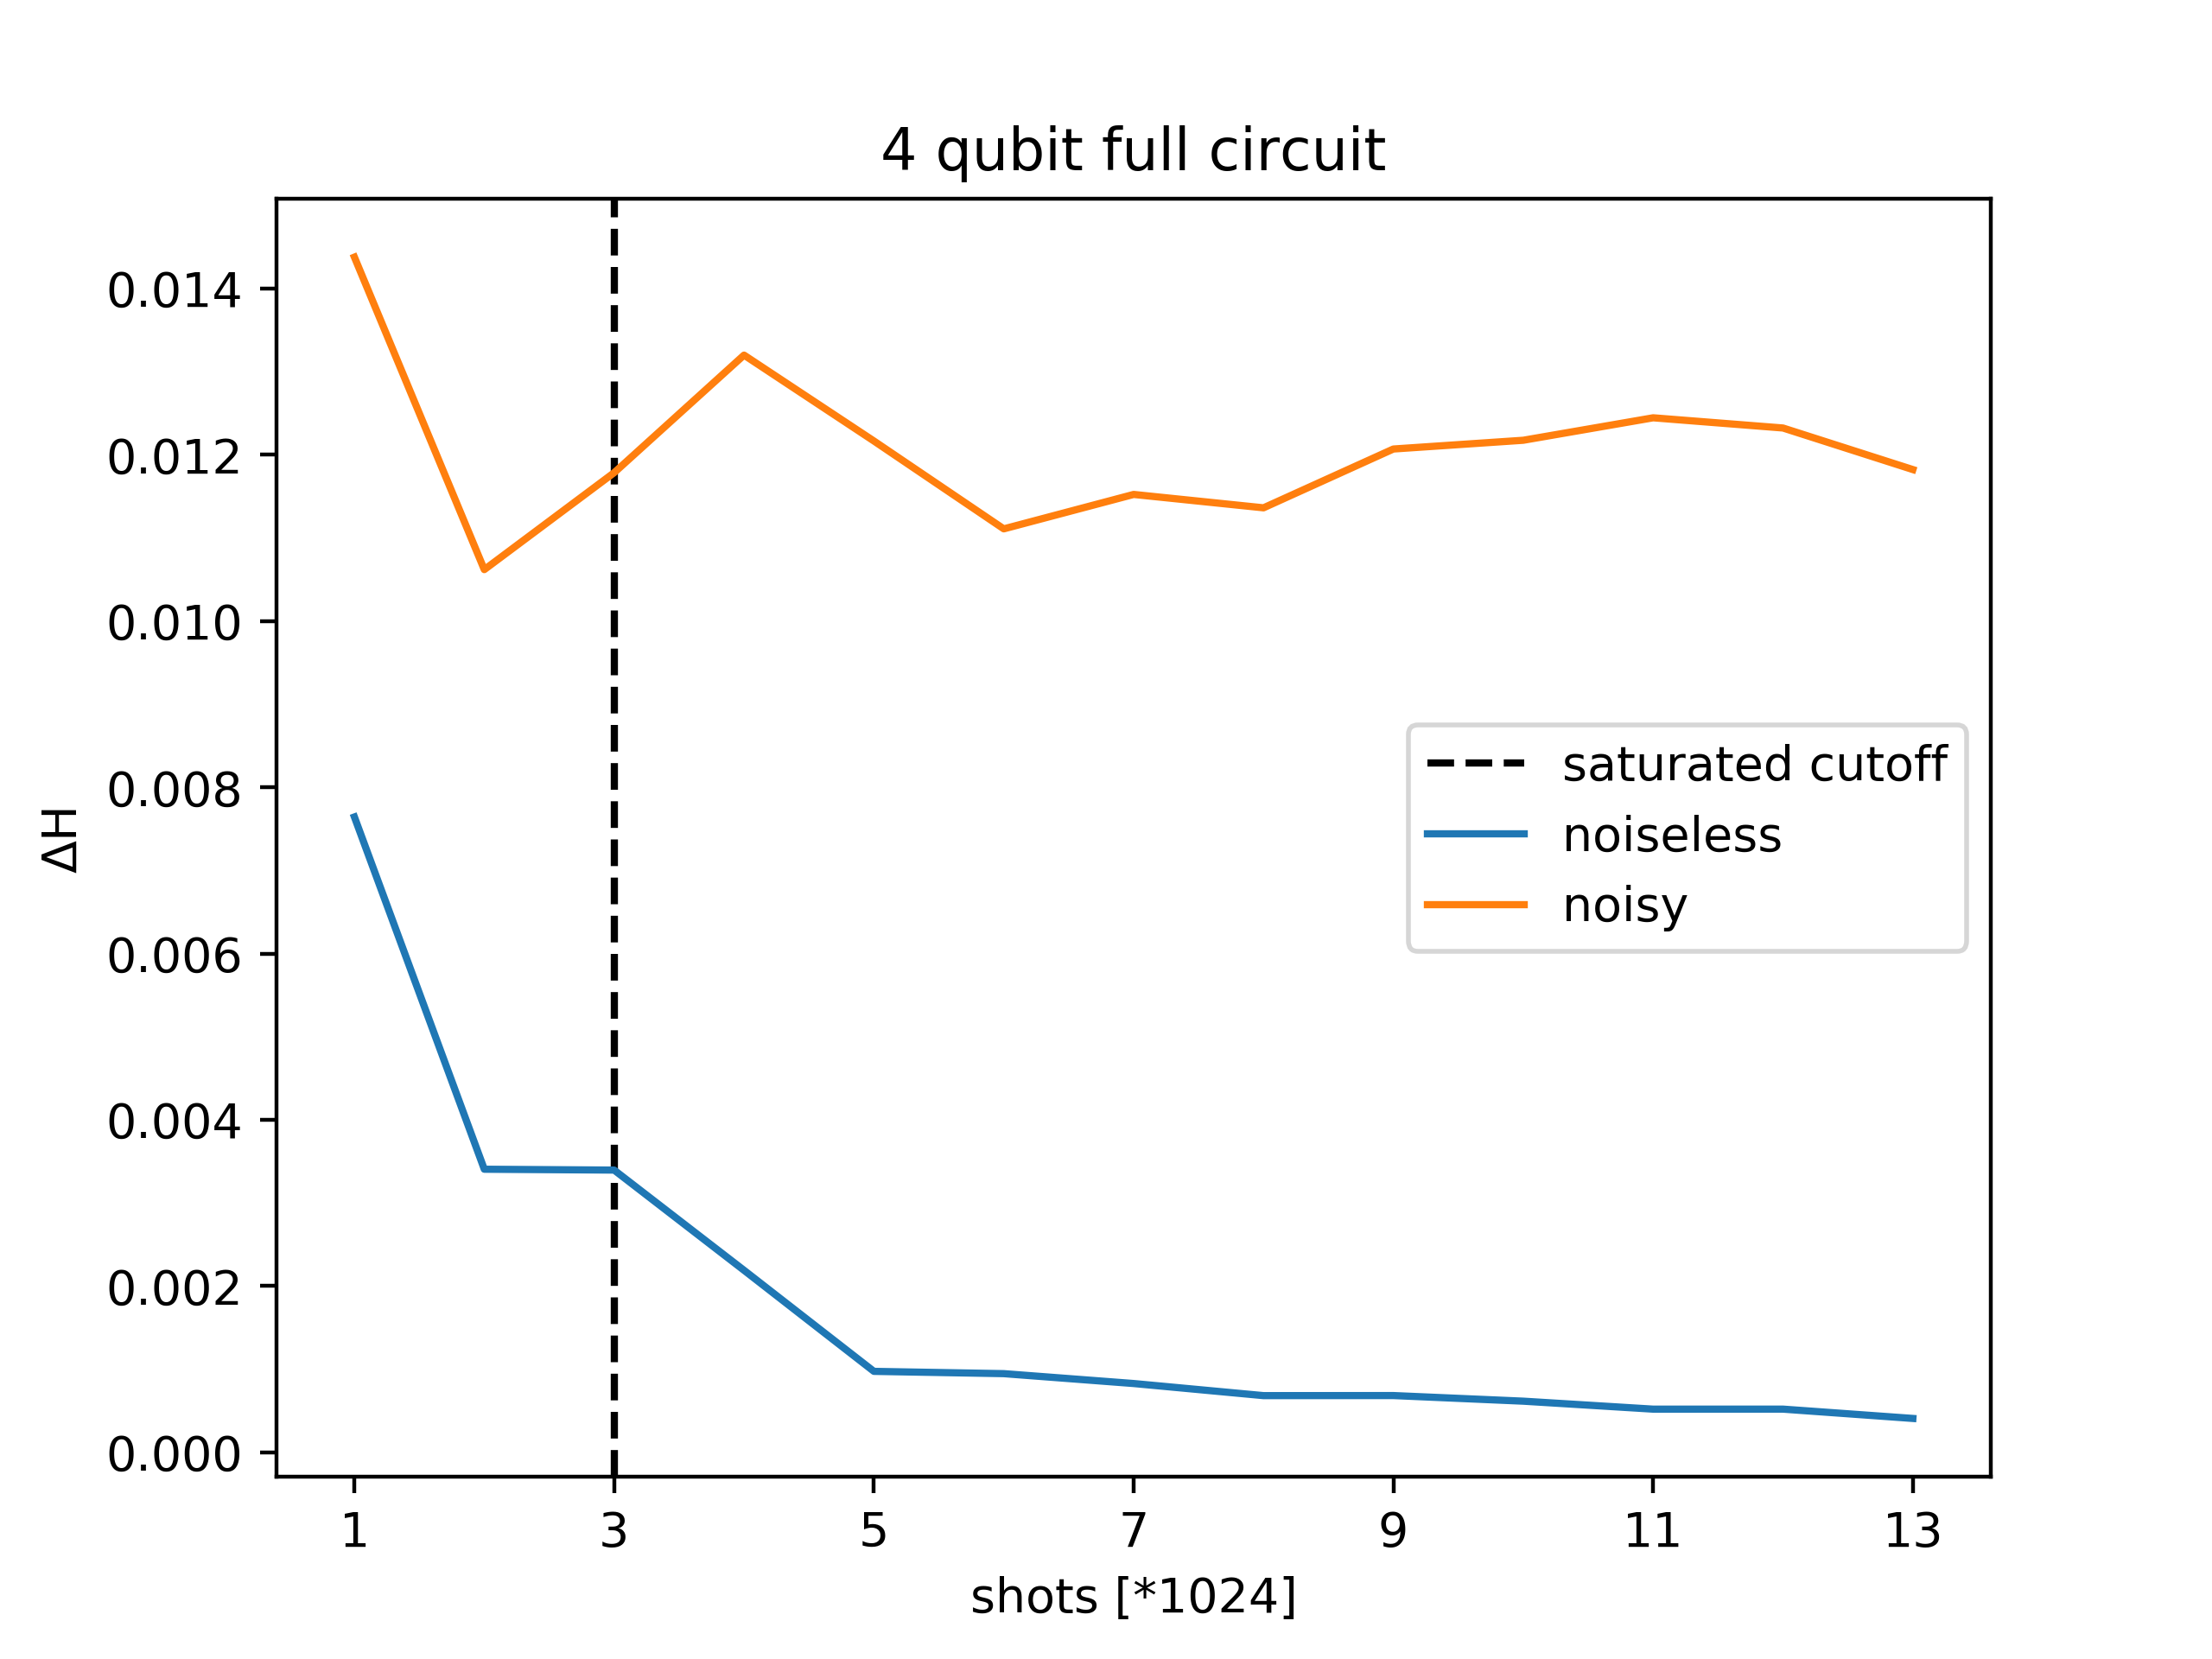 4 qubit full circuit
0.014
0.012
0.010
0.008
0.006
0.004
0.002
0.000
ΔH
saturated cutoff
noiseless
noisy
1 3 5 7 9 11 13
shots [*1024]